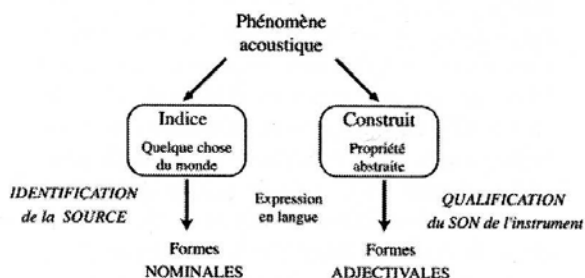 Phénomène
acoustique
Indice
Quelque chose
du monde
Construit
Propriété
abstraite
IDENTIFICATION
de la SOURCE
Expression
en langue
QUALIFICATION
du SON de l'instrument
Formes
NOMINALES
Formes
ADJECTIVALES